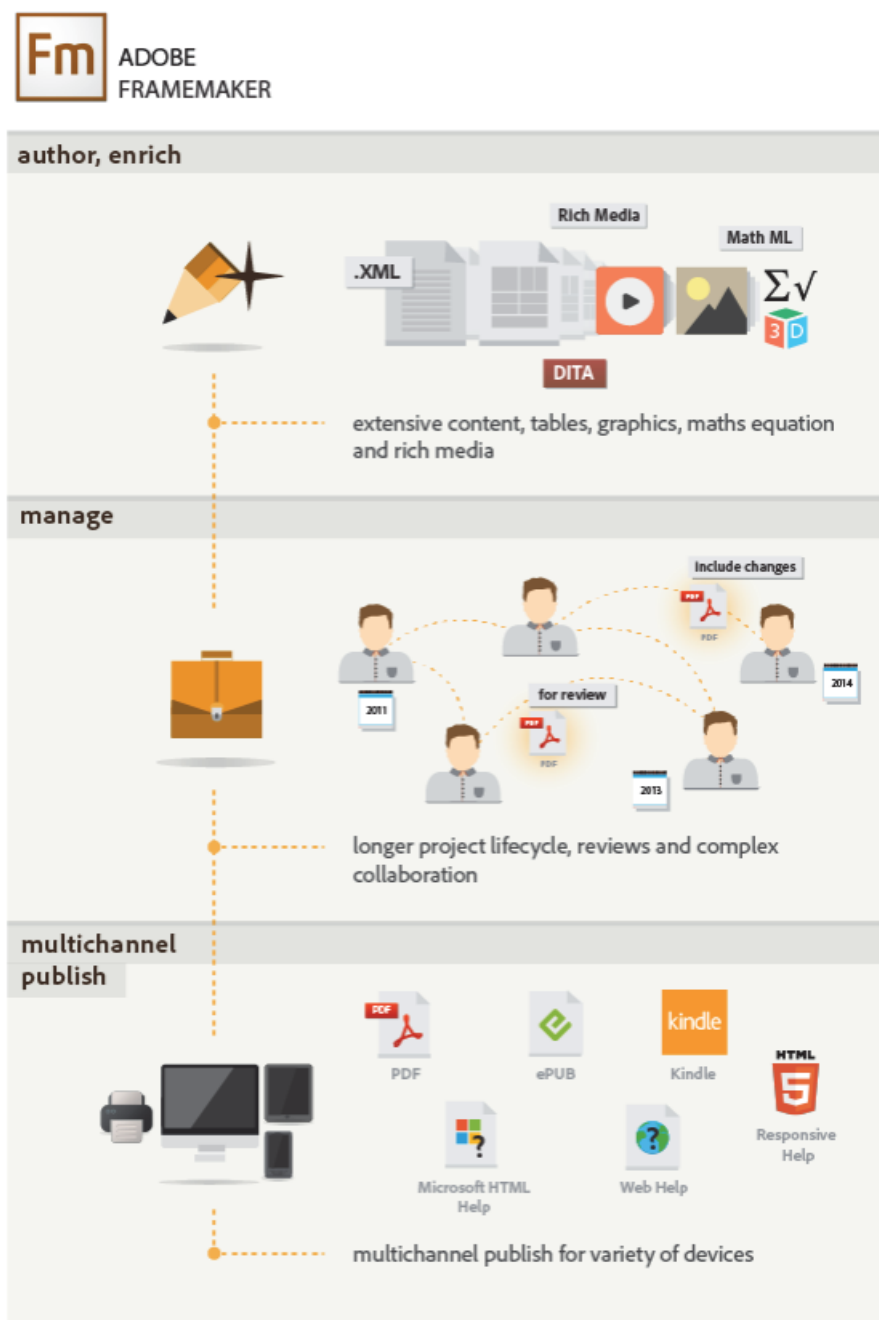 Fm
ADOBE
FRAMEMAKER
author, enrich
Rich Media
Math ML
.XML
Σ√
3D
DITA
extensive content, tables, graphics, maths equation
and rich media
manage
Include changes
PDF
PDF
2014
2011
for review
PDF
PDF
2013
longer project lifecycle, reviews and complex
collaboration
multichannel
publish
PDF
PDF
ePUB
kindle
Kindle
HTML
5
Responsive
Help
?
Microsoft HTML
Help
?
Web Help
multichannel publish for variety of devices